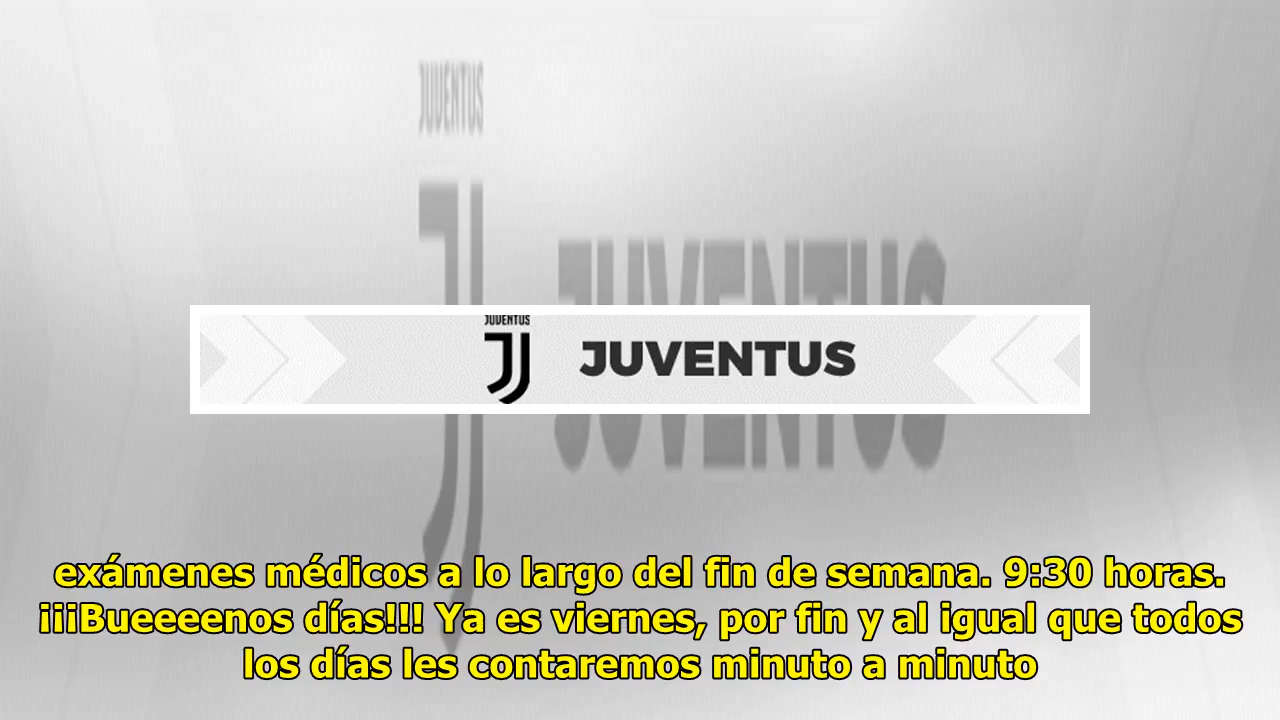 JUVENTUS
JUVENTUS
JUVENTUS
JUVENTUS
exámenes médicos a lo largo del fin de semana. 9:30 horas.
¡¡¡Bueeeenos días!!! Ya es viernes, por fin y al igual que todos
los días les contaremos minuto a minuto